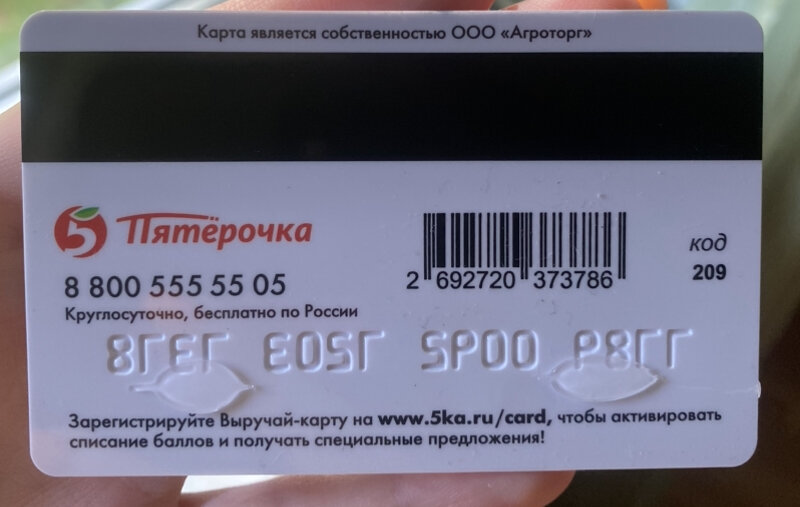 Карта является собственностью ООО «Агроторг»
5 Пятёрочка
8 800 555 55 05
Круглосуточно, бесплатно по России
2 692720 373786
код
209
Зарегистрируйте Выручай-карту на www.5ka.ru/card, чтобы активировать
списание баллов и получать специальные предложения!